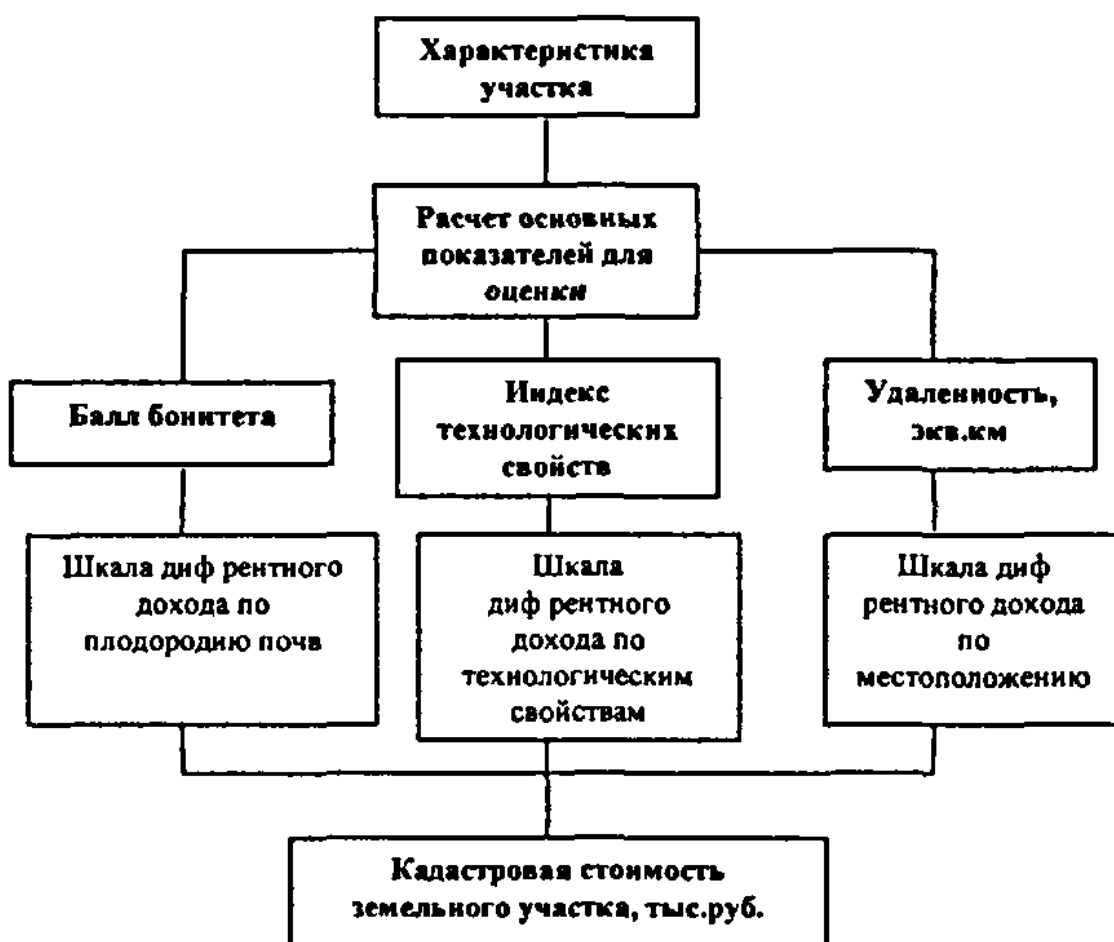 Характеристика
участка
Расчет основных
показателей для
оценки
Балл бонитета
Индекс
технологических
свойств
Удаленность,
экв.км
Шкала диф рентного
дохода по
плодородию почв
Шкала
диф рентного
дохода по
технологическим
свойствам
Шкала диф
рентного дохода
по
местоположению
Кадастровая стоимость
земельного участка, тыс.руб.